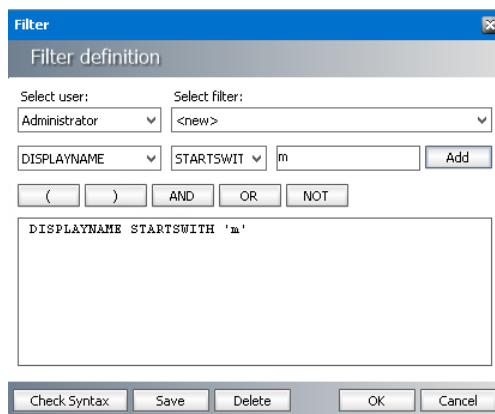 Filter
Filter definition
Select user: Select filter:
Administrator <new>
DISPLAYNAME STARTSWIT m Add
( ) AND OR NOT
DISPLAYNAME STARTSWITH 'm'
Check Syntax Save Delete OK Cancel